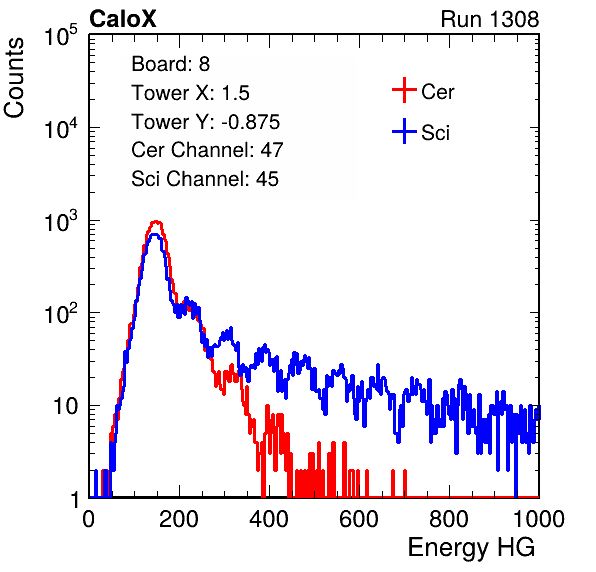 CaloX Run 1308
Counts
10^5
10^4
10^3
10^2
10
1
Board: 8
Tower X: 1.5
Tower Y: -0.875
Cer Channel: 47
Sci Channel: 45
Cer
Sci
0 200 400 600 800 1000
Energy HG